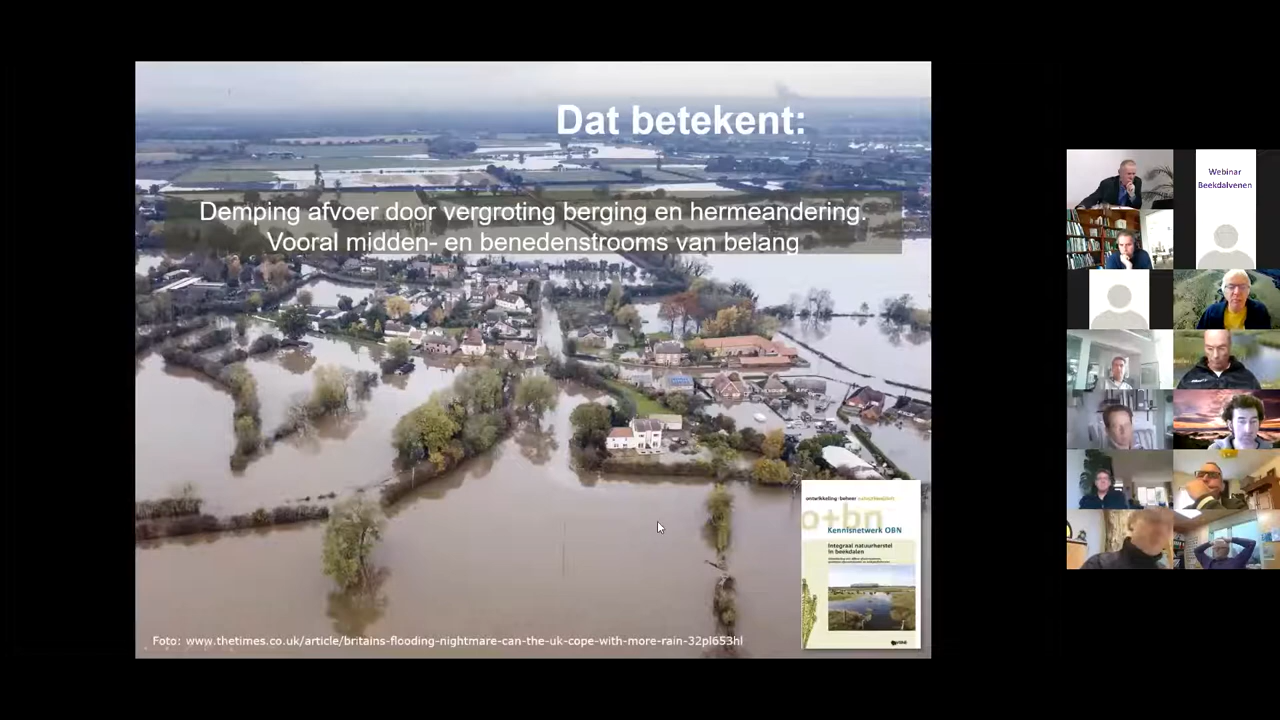 Dat betekent:
Demping afvoer door vergroting berging en hermeandering.
Vooral midden- en benedenstrooms van belang
Webinar
Beekdalvenen
ontwikkeling+beheer natuurkwaliteit
o+bn
Kennisnetwerk OBN
Integraal natuurherstel
in beekdalen
Foto: www.thetimes.co.uk/article/britains-flooding-nightmare-can-the-uk-cope-with-more-rain-32pl653hl